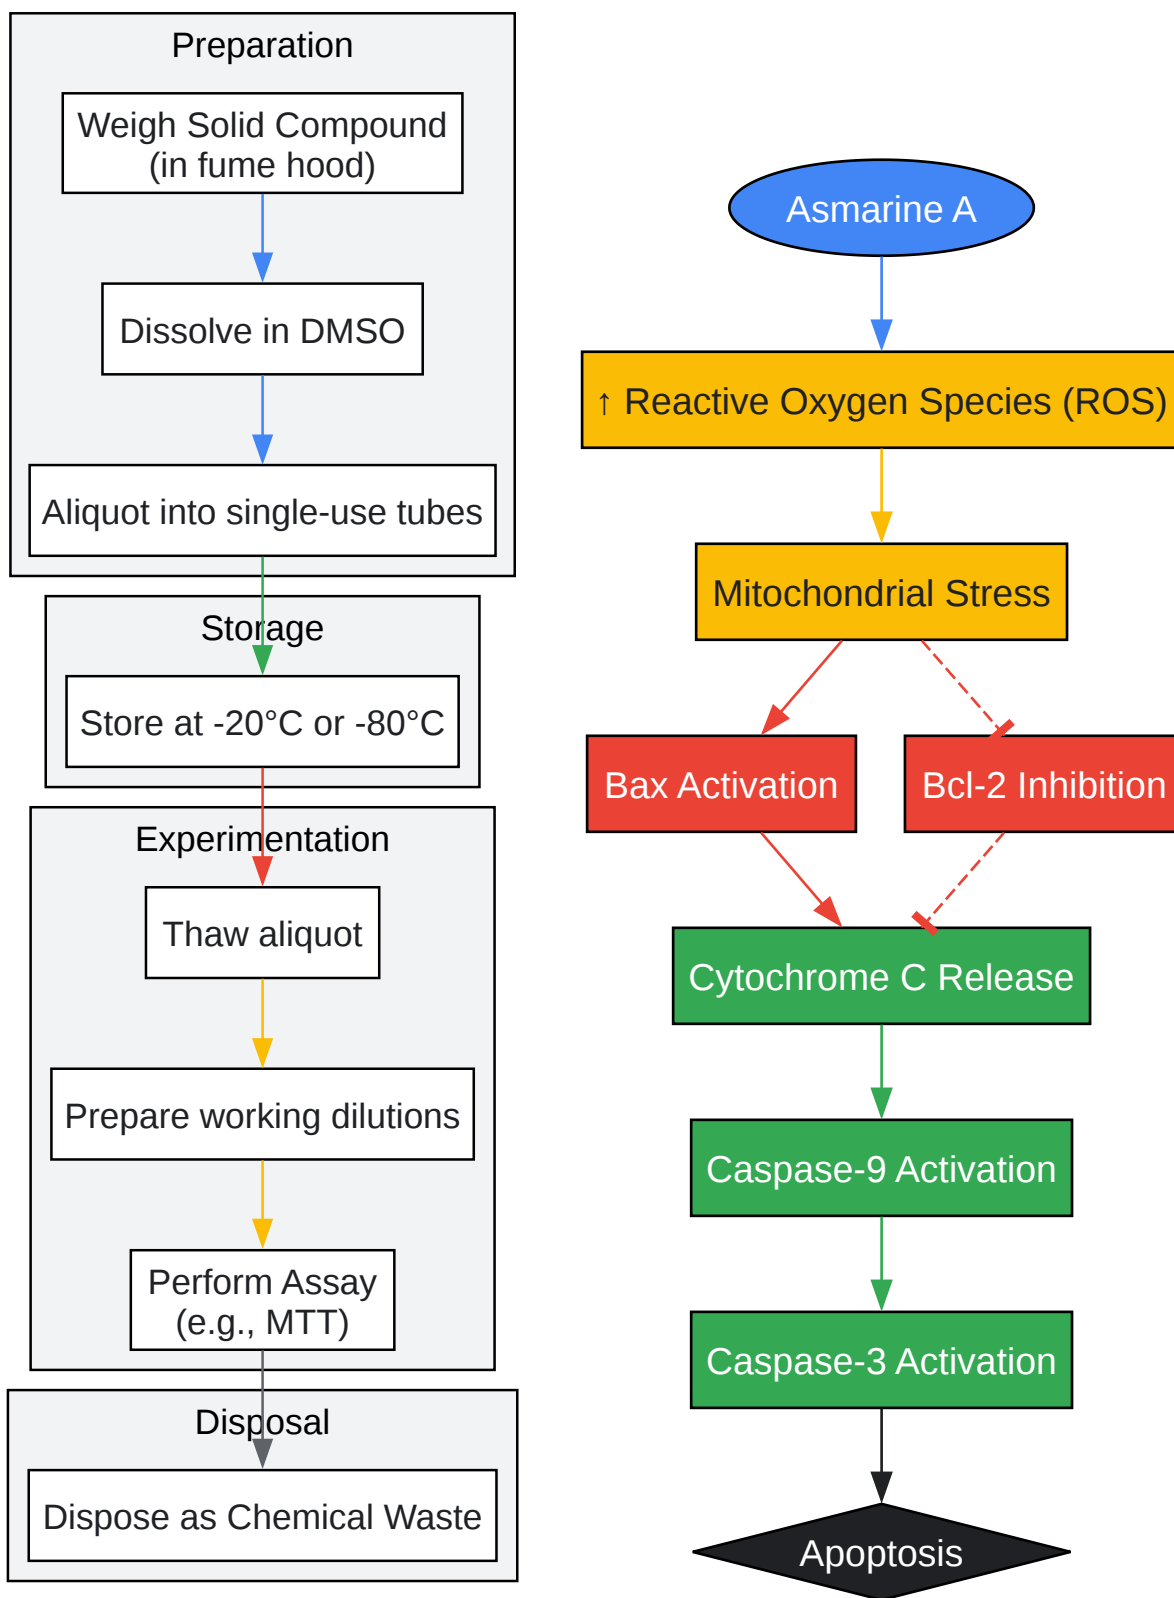 Preparation
Weigh Solid Compound
(in fume hood)
Dissolve in DMSO
Aliquot into single-use tubes
Storage
Store at -20°C or -80°C
Experimentation
Thaw aliquot
Prepare working dilutions
Perform Assay
(e.g., MTT)
Disposal
Dispose as Chemical Waste
Asmarine A
↑ Reactive Oxygen Species (ROS)
Mitochondrial Stress
Bax Activation
Bcl-2 Inhibition
Cytochrome C Release
Caspase-9 Activation
Caspase-3 Activation
Apoptosis